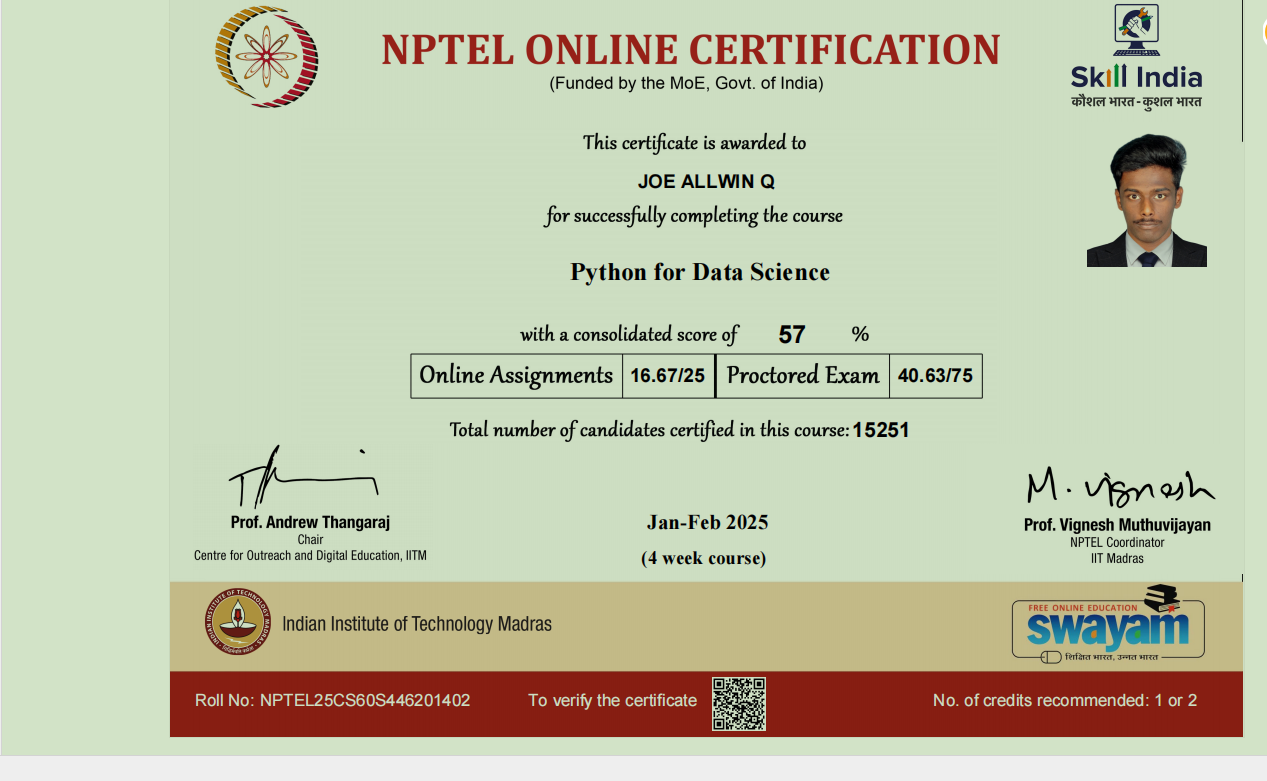 NPTEL ONLINE CERTIFICATION
(Funded by the MoE, Govt. of India)
Skill India
कौशल भारत - कुशल भारत
This certificate is awarded to
JOE ALLWIN Q
for successfully completing the course
Python for Data Science
with a consolidated score of 57 %
Online Assignments 16.67/25 Proctored Exam 40.63/75
Total number of candidates certified in this course: 15251
M. Vignesh
Prof. Andrew Thangaraj
Chair
Centre for Outreach and Digital Education, IITM
Jan-Feb 2025
(4 week course)
Prof. Vignesh Muthuvijayan
NPTEL Coordinator
IIT Madras
INDIAN INSTITUTE OF TECHNOLOGY MADRAS
Indian Institute of Technology Madras
FREE ONLINE EDUCATION
swayam
शिक्षित भारत, उन्नत भारत
Roll No: NPTEL25CS60S446201402
To verify the certificate
No. of credits recommended: 1 or 2